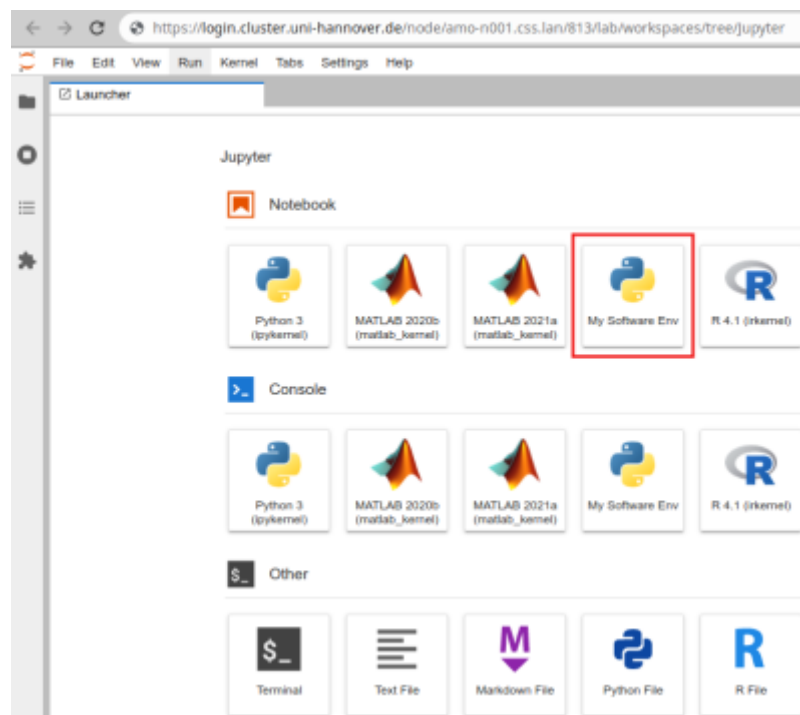 https://login.cluster.uni-hannover.de/node/amo-n001.css.lan/813/lab/workspaces/tree/Jupyter
File Edit View Run Kernel Tabs Settings Help
Launcher
Jupyter
Notebook
Python 3 (ipykernel)
MATLAB 2020b (matlab_kernel)
MATLAB 2021a (matlab_kernel)
My Software Env
R 4.1 (irkernel)
Console
Python 3 (ipykernel)
MATLAB 2020b (matlab_kernel)
MATLAB 2021a (matlab_kernel)
My Software Env
R 4.1 (irkernel)
$_ Other
$_
Terminal
Text File
M
Markdown File
Python File
R
R File